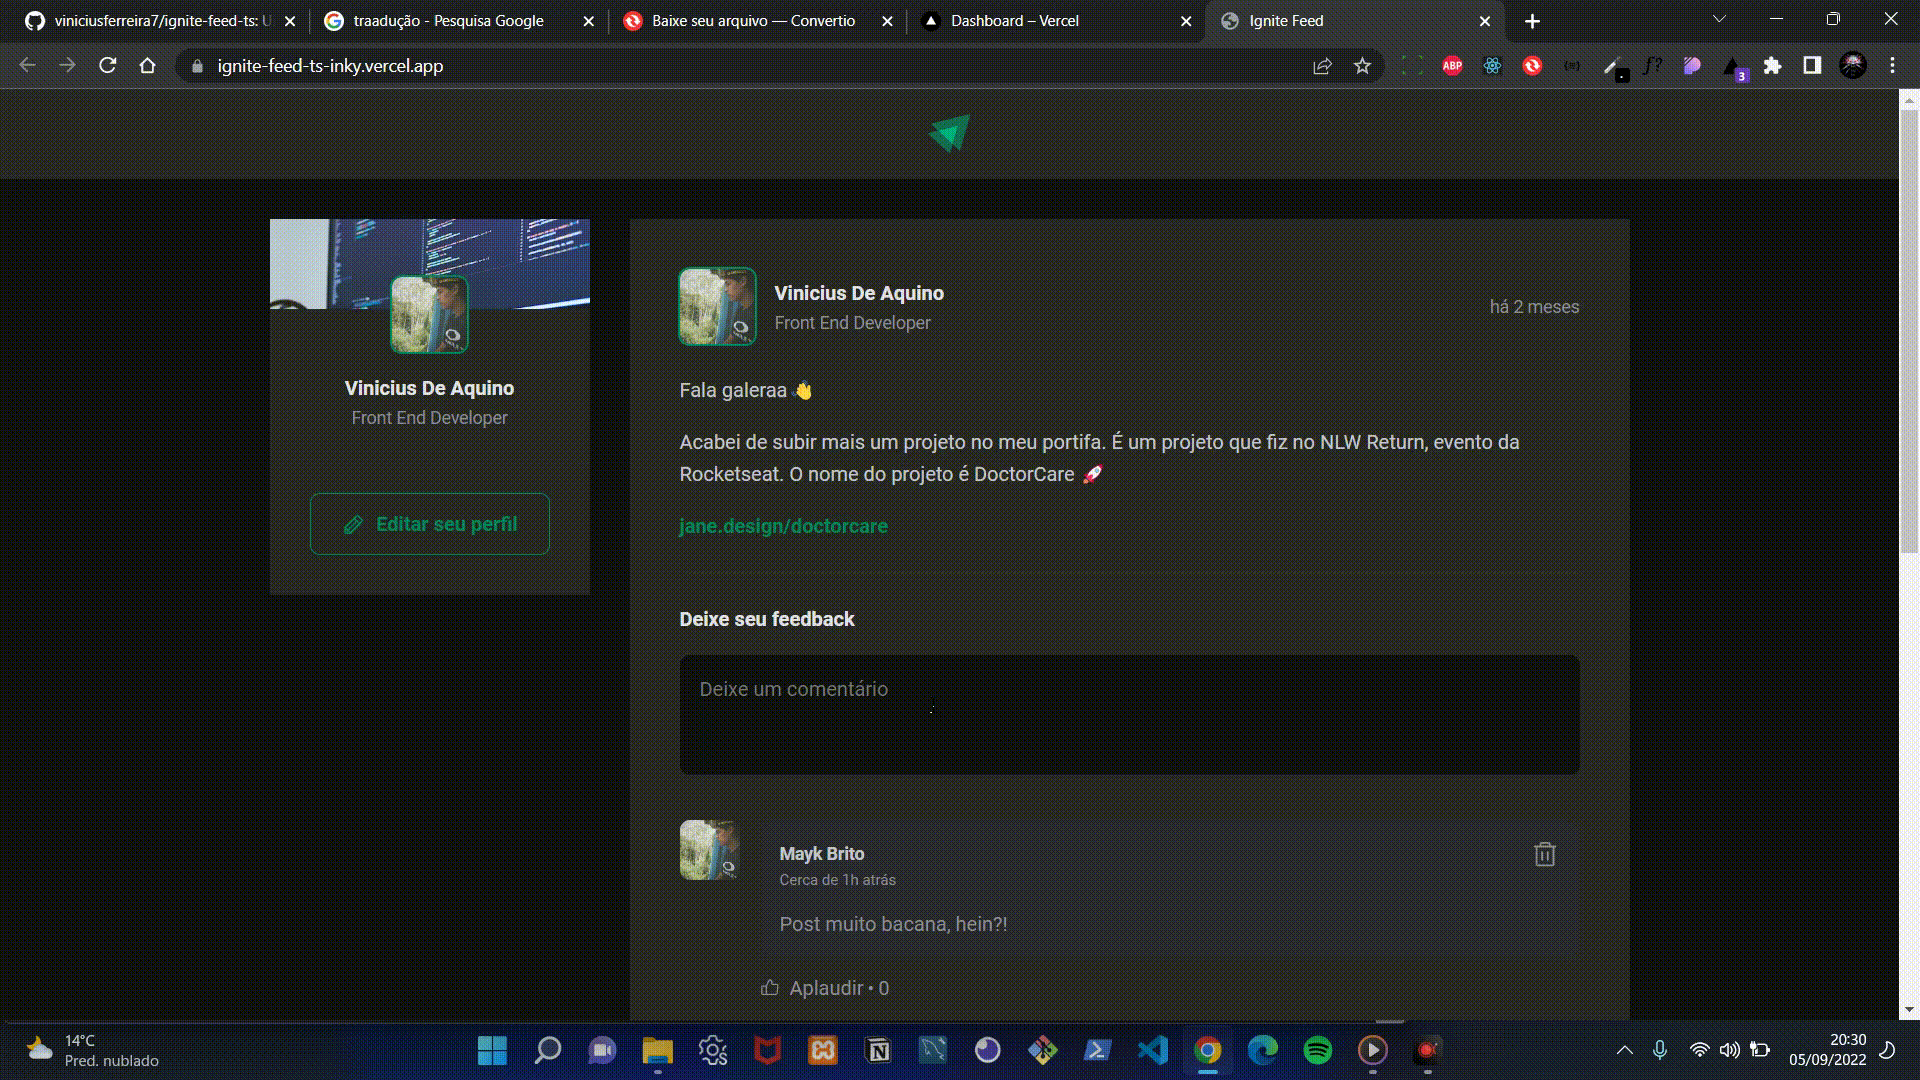 viniciusferreira7/ignite-feed-ts: U
traadução - Pesquisa Google
Baixe seu arquivo — Convertio
Dashboard – Vercel
Ignite Feed
ignite-feed-ts-inky.vercel.app
ABP
ƒ?
3
Vinicius De Aquino
Front End Developer
Editar seu perfil
Vinicius De Aquino
Front End Developer
há 2 meses
Fala galeraa 👋
Acabei de subir mais um projeto no meu portifa. É um projeto que fiz no NLW Return, evento da
Rocketseat. O nome do projeto é DoctorCare 🚀
jane.design/doctorcare
Deixe seu feedback
Deixe um comentário
Mayk Brito
Cerca de 1h atrás
Post muito bacana, hein?!
Aplaudir • 0
14°C
Pred. nublado
20:30
05/09/2022